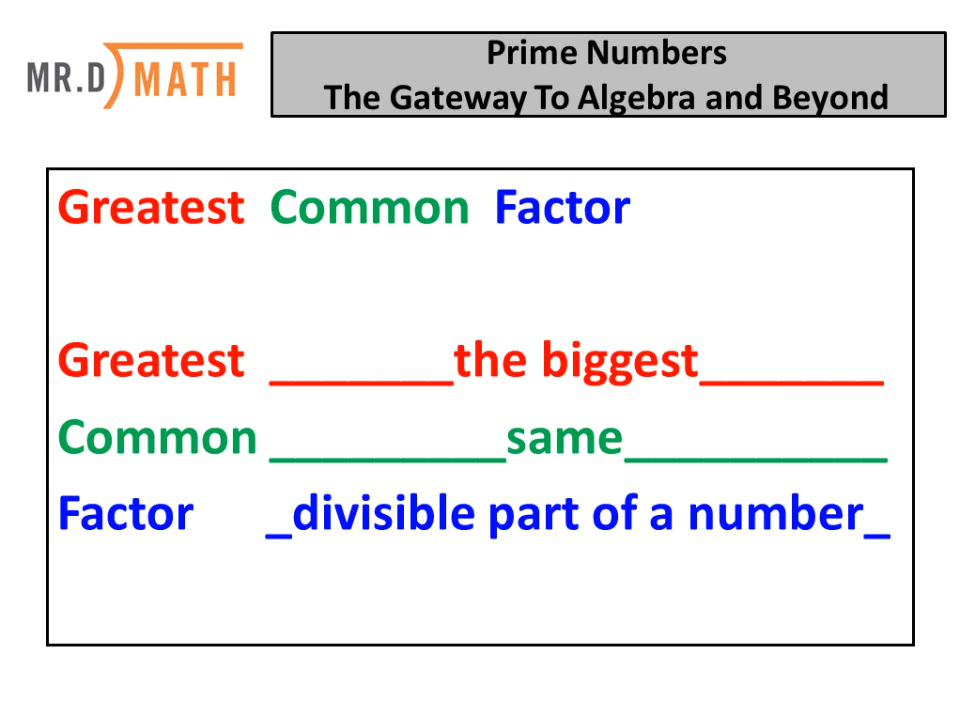 MR.D MATH
Prime Numbers
The Gateway To Algebra and Beyond
Greatest Common Factor
Greatest _______the biggest_______
Common _________same__________
Factor _divisible part of a number_